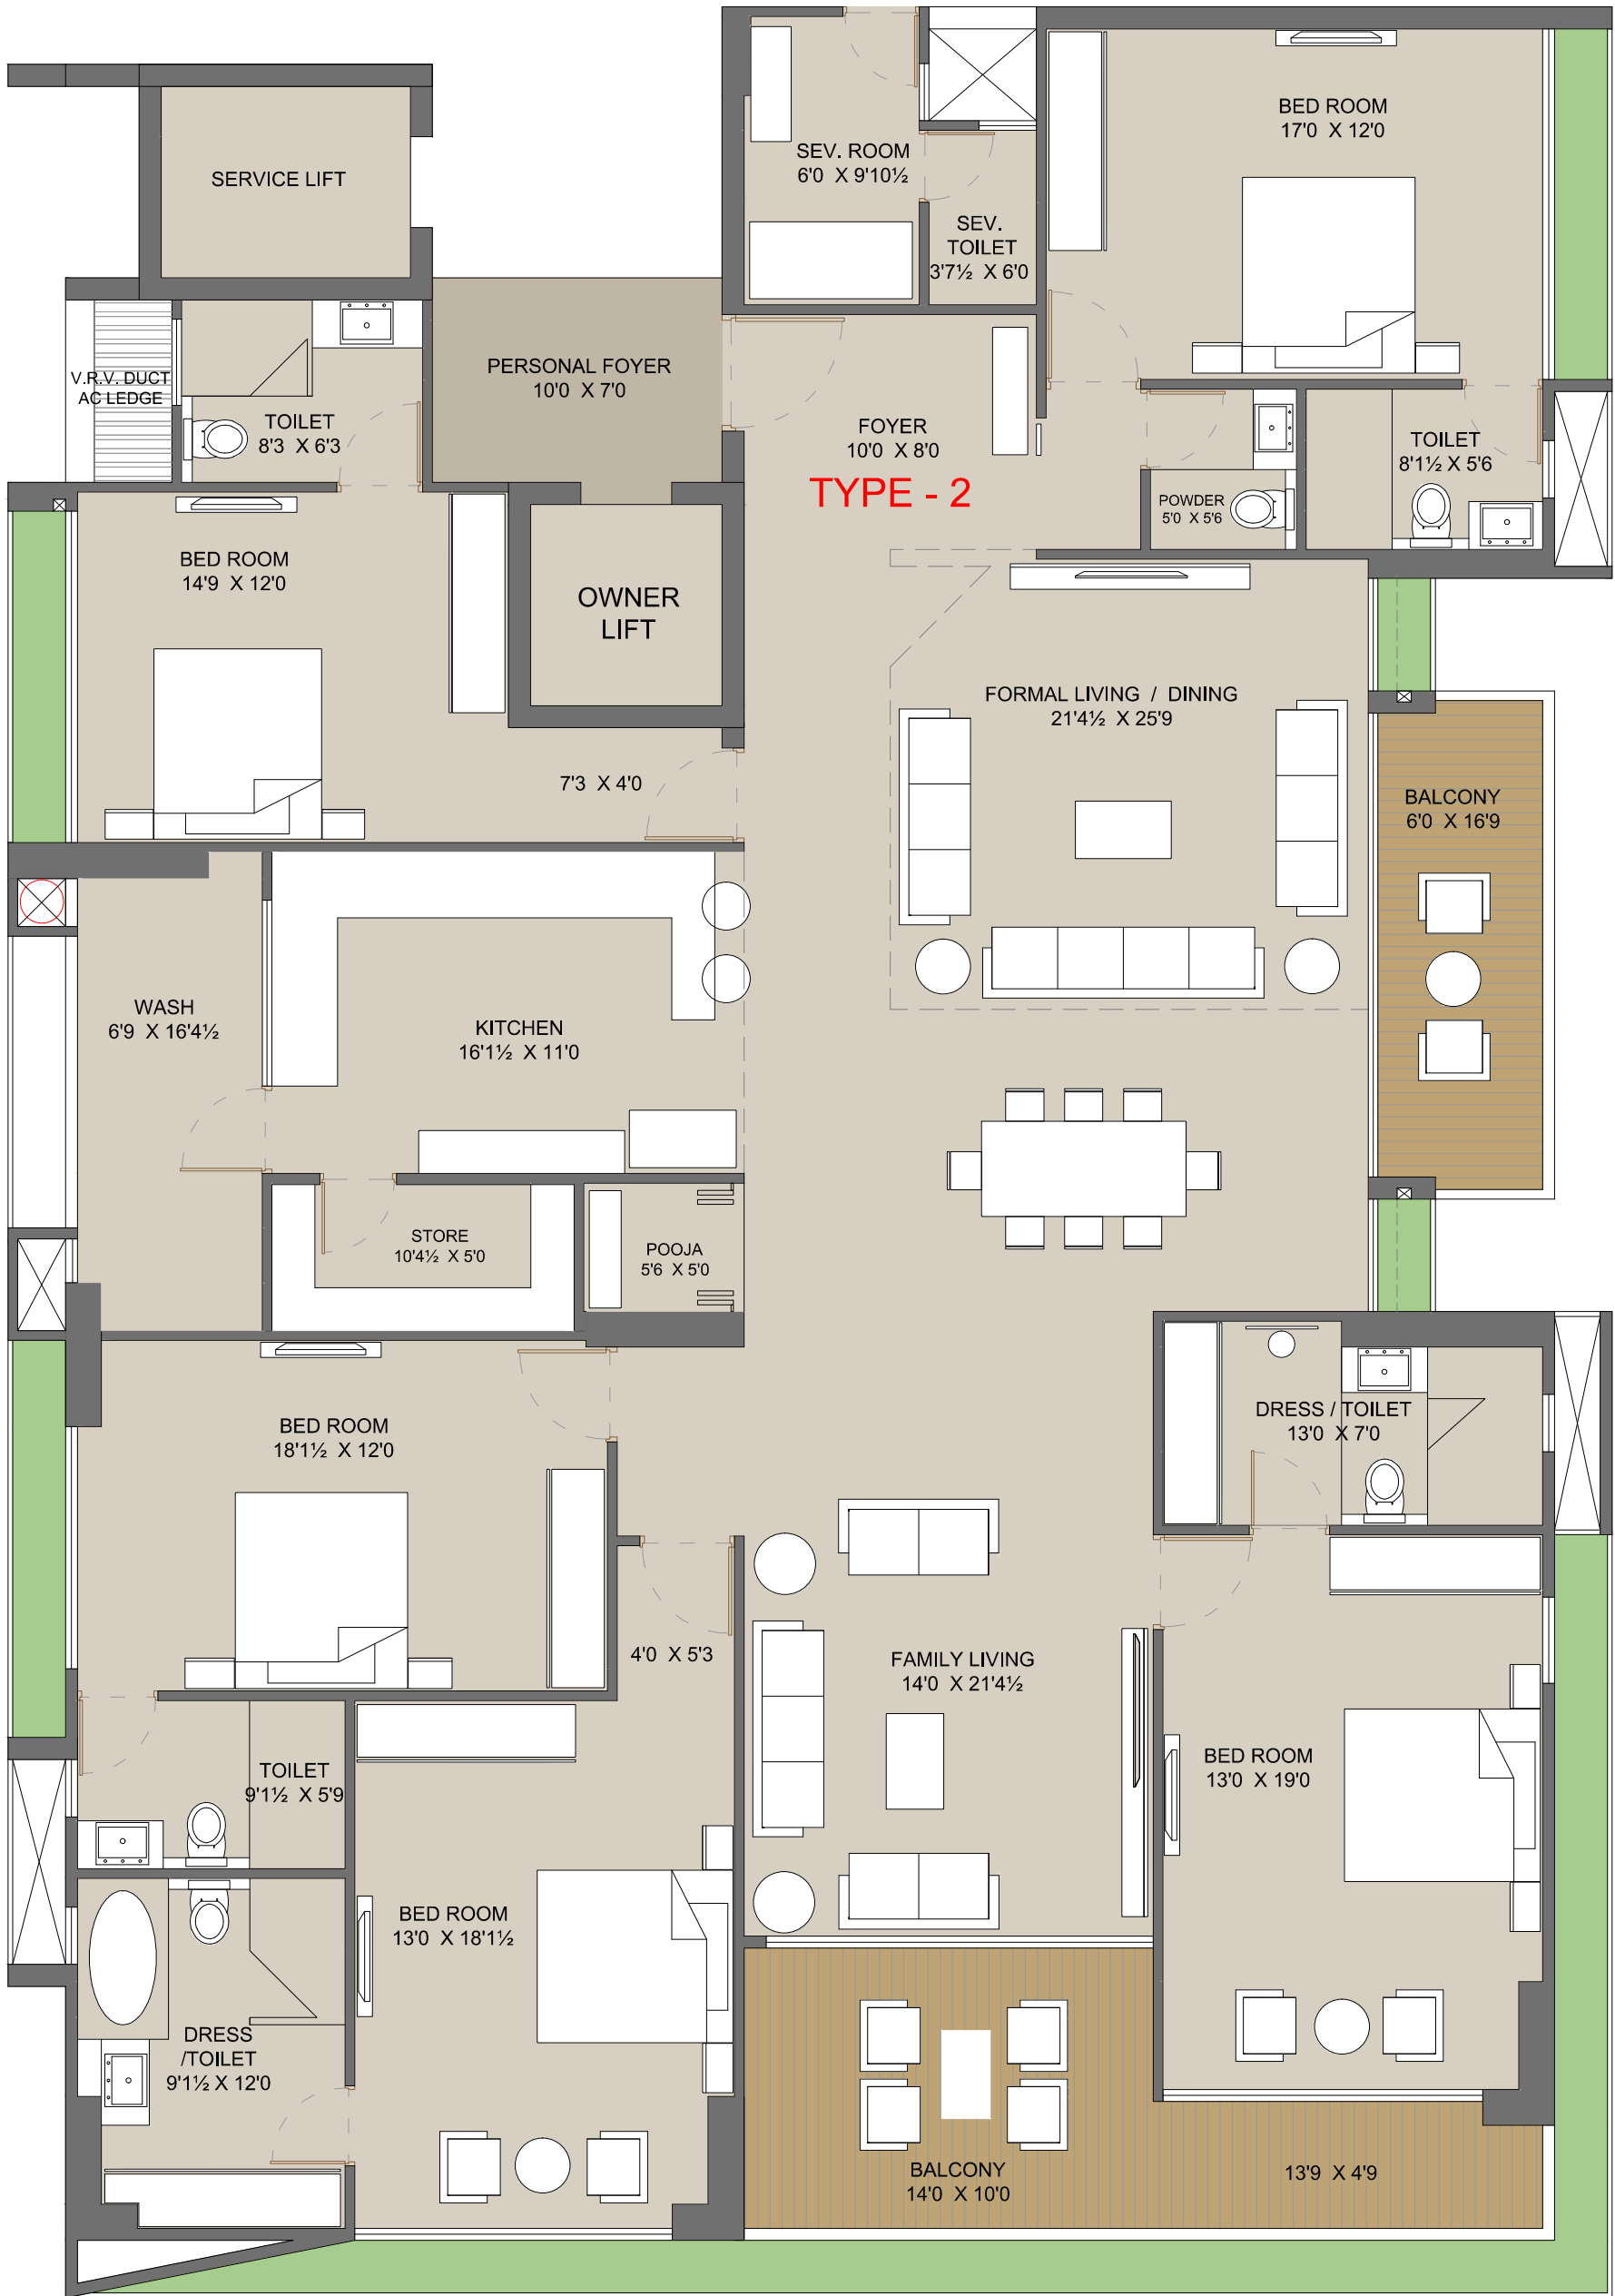 BED ROOM
17'0 X 12'0
SEV. ROOM
6'0 X 9'10½
SERVICE LIFT
SEV.
TOILET
3'7½ X 6'0
PERSONAL FOYER
10'0 X 7'0
V.R.V. DUCT
AC LEDGE
TOILET
8'3 X 6'3
FOYER
10'0 X 8'0
TYPE - 2
TOILET
8'1½ X 5'6
POWDER
5'0 X 5'6
BED ROOM
14'9 X 12'0
OWNER
LIFT
FORMAL LIVING / DINING
21'4½ X 25'9
7'3 X 4'0
BALCONY
6'0 X 16'9
WASH
6'9 X 16'4½
KITCHEN
16'1½ X 11'0
STORE
10'4½ X 5'0
POOJA
5'6 X 5'0
DRESS / TOILET
13'0 X 7'0
BED ROOM
18'1½ X 12'0
4'0 X 5'3
FAMILY LIVING
14'0 X 21'4½
BED ROOM
13'0 X 19'0
TOILET
9'1½ X 5'9
BED ROOM
13'0 X 18'1½
DRESS
/TOILET
9'1½ X 12'0
BALCONY
14'0 X 10'0
13'9 X 4'9